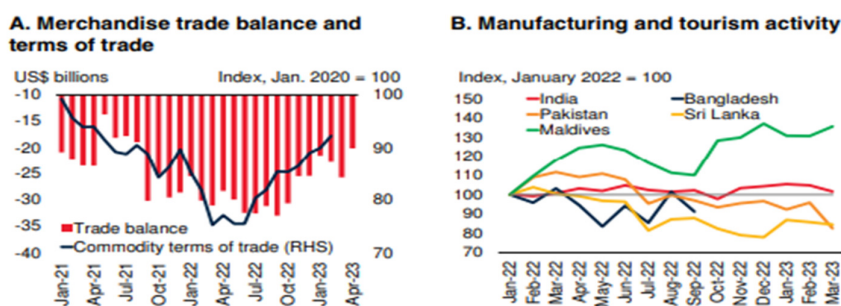 A. Merchandise trade balance and
terms of trade
US$ billions Index, Jan. 2020 = 100
-10 100
-15
-20 90
-25
-30 80
-35
-40 70
Trade balance
Commodity terms of trade (RHS)
Jan-21 Apr-21 Jul-21 Oct-21 Jan-22 Apr-22 Jul-22 Oct-22 Jan-23 Apr-23
B. Manufacturing and tourism activity
Index, January 2022 = 100
150
140
130
120
110
100
90
80
70
India Bangladesh
Pakistan Sri Lanka
Maldives
Jan-22 Feb-22 Mar-22 Apr-22 May-22 Jun-22 Jul-22 Aug-22 Sep-22 Oct-22 Nov-22 Dec-22 Jan-23 Feb-23 Mar-23